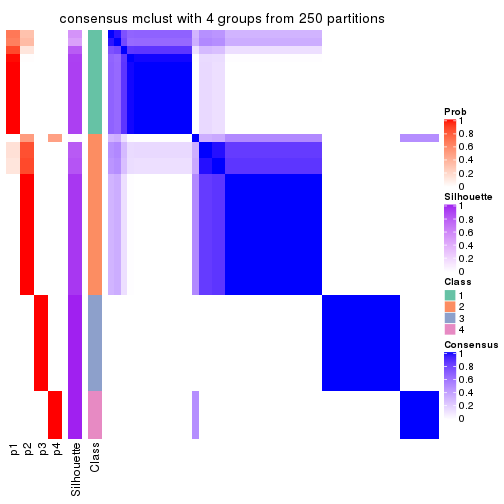 consensus mclust with 4 groups from 250 partitions
Prob
1
0.8
0.6
0.4
0.2
0
Silhouette
1
0.8
0.6
0.4
0.2
0
Class
1
2
3
4
Consensus
1
0.8
0.6
0.4
0.2
0
p1
p2
p3
p4
Silhouette
Class